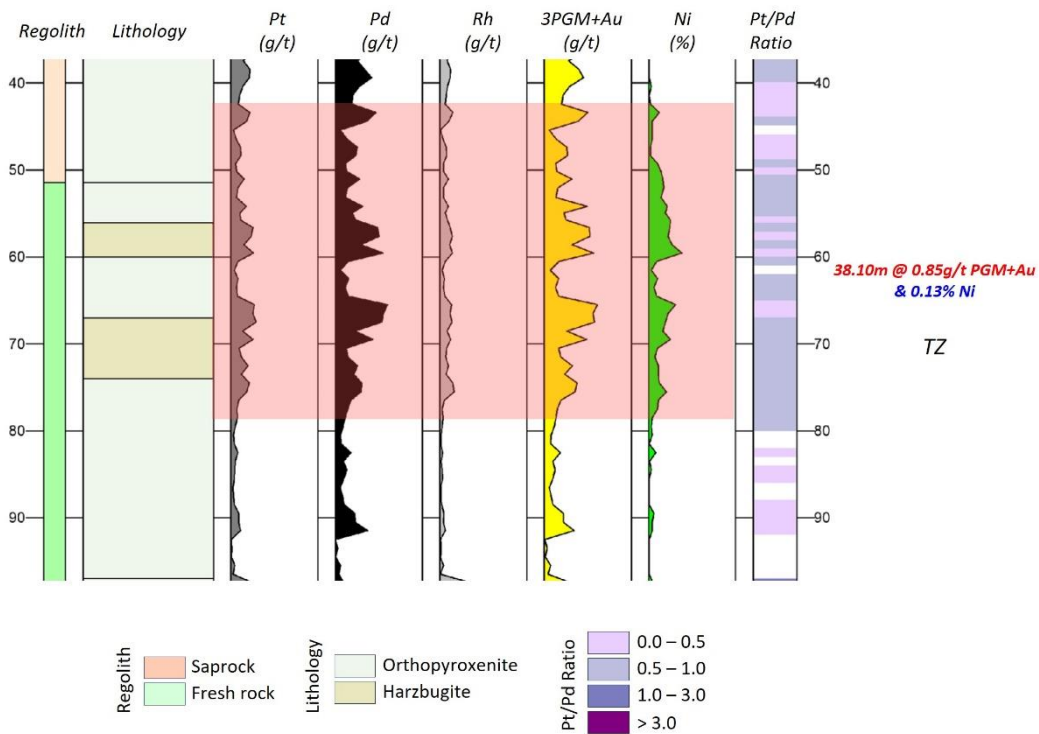 Regolith Lithology Pt (g/t) Pd (g/t) Rh (g/t) 3PGM+Au (g/t) Ni (%) Pt/Pd Ratio
40 40
50 50
60 60
38.10m @ 0.85g/t PGM+Au
& 0.13% Ni
70 70
TZ
80 80
90 90
Regolith
Saprock
Fresh rock
Lithology
Orthopyroxenite
Harzbugite
Pt/Pd Ratio
0.0 – 0.5
0.5 – 1.0
1.0 – 3.0
> 3.0